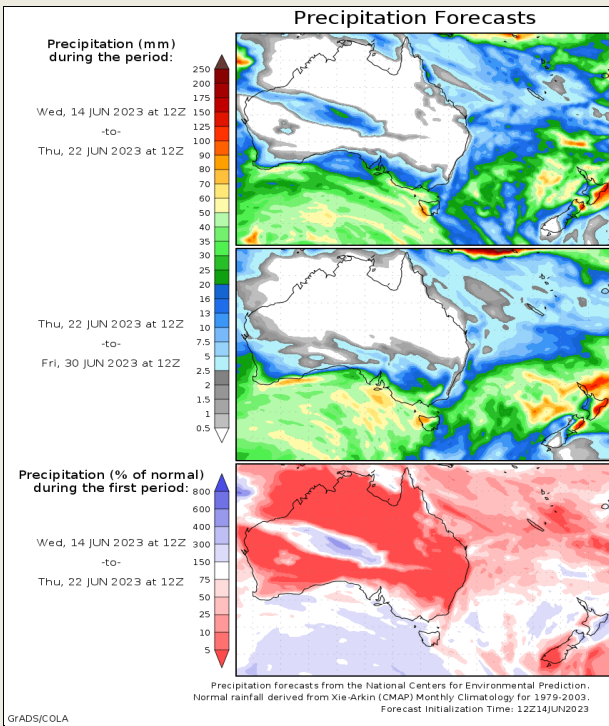 Precipitation Forecasts
Precipitation (mm)
during the period:
Wed, 14 JUN 2023 at 12Z
-to-
Thu, 22 JUN 2023 at 12Z
250
200
175
150
125
100
90
80
70
60
50
40
35
30
25
20
16
13
10
7.5
5
2.5
2
1.5
1
0.5
Thu, 22 JUN 2023 at 12Z
-to-
Fri, 30 JUN 2023 at 12Z
Precipitation (% of normal)
during the first period:
Wed, 14 JUN 2023 at 12Z
-to-
Thu, 22 JUN 2023 at 12Z
800
600
400
300
150
75
50
25
10
5
Precipitation forecasts from the National Centers for Environmental Prediction.
Normal rainfall derived from Xie-Arkin (CMAP) Monthly Climatology for 1979-2003.
Forecast Initialization Time: 12Z14JUN2023
GrADS/COLA